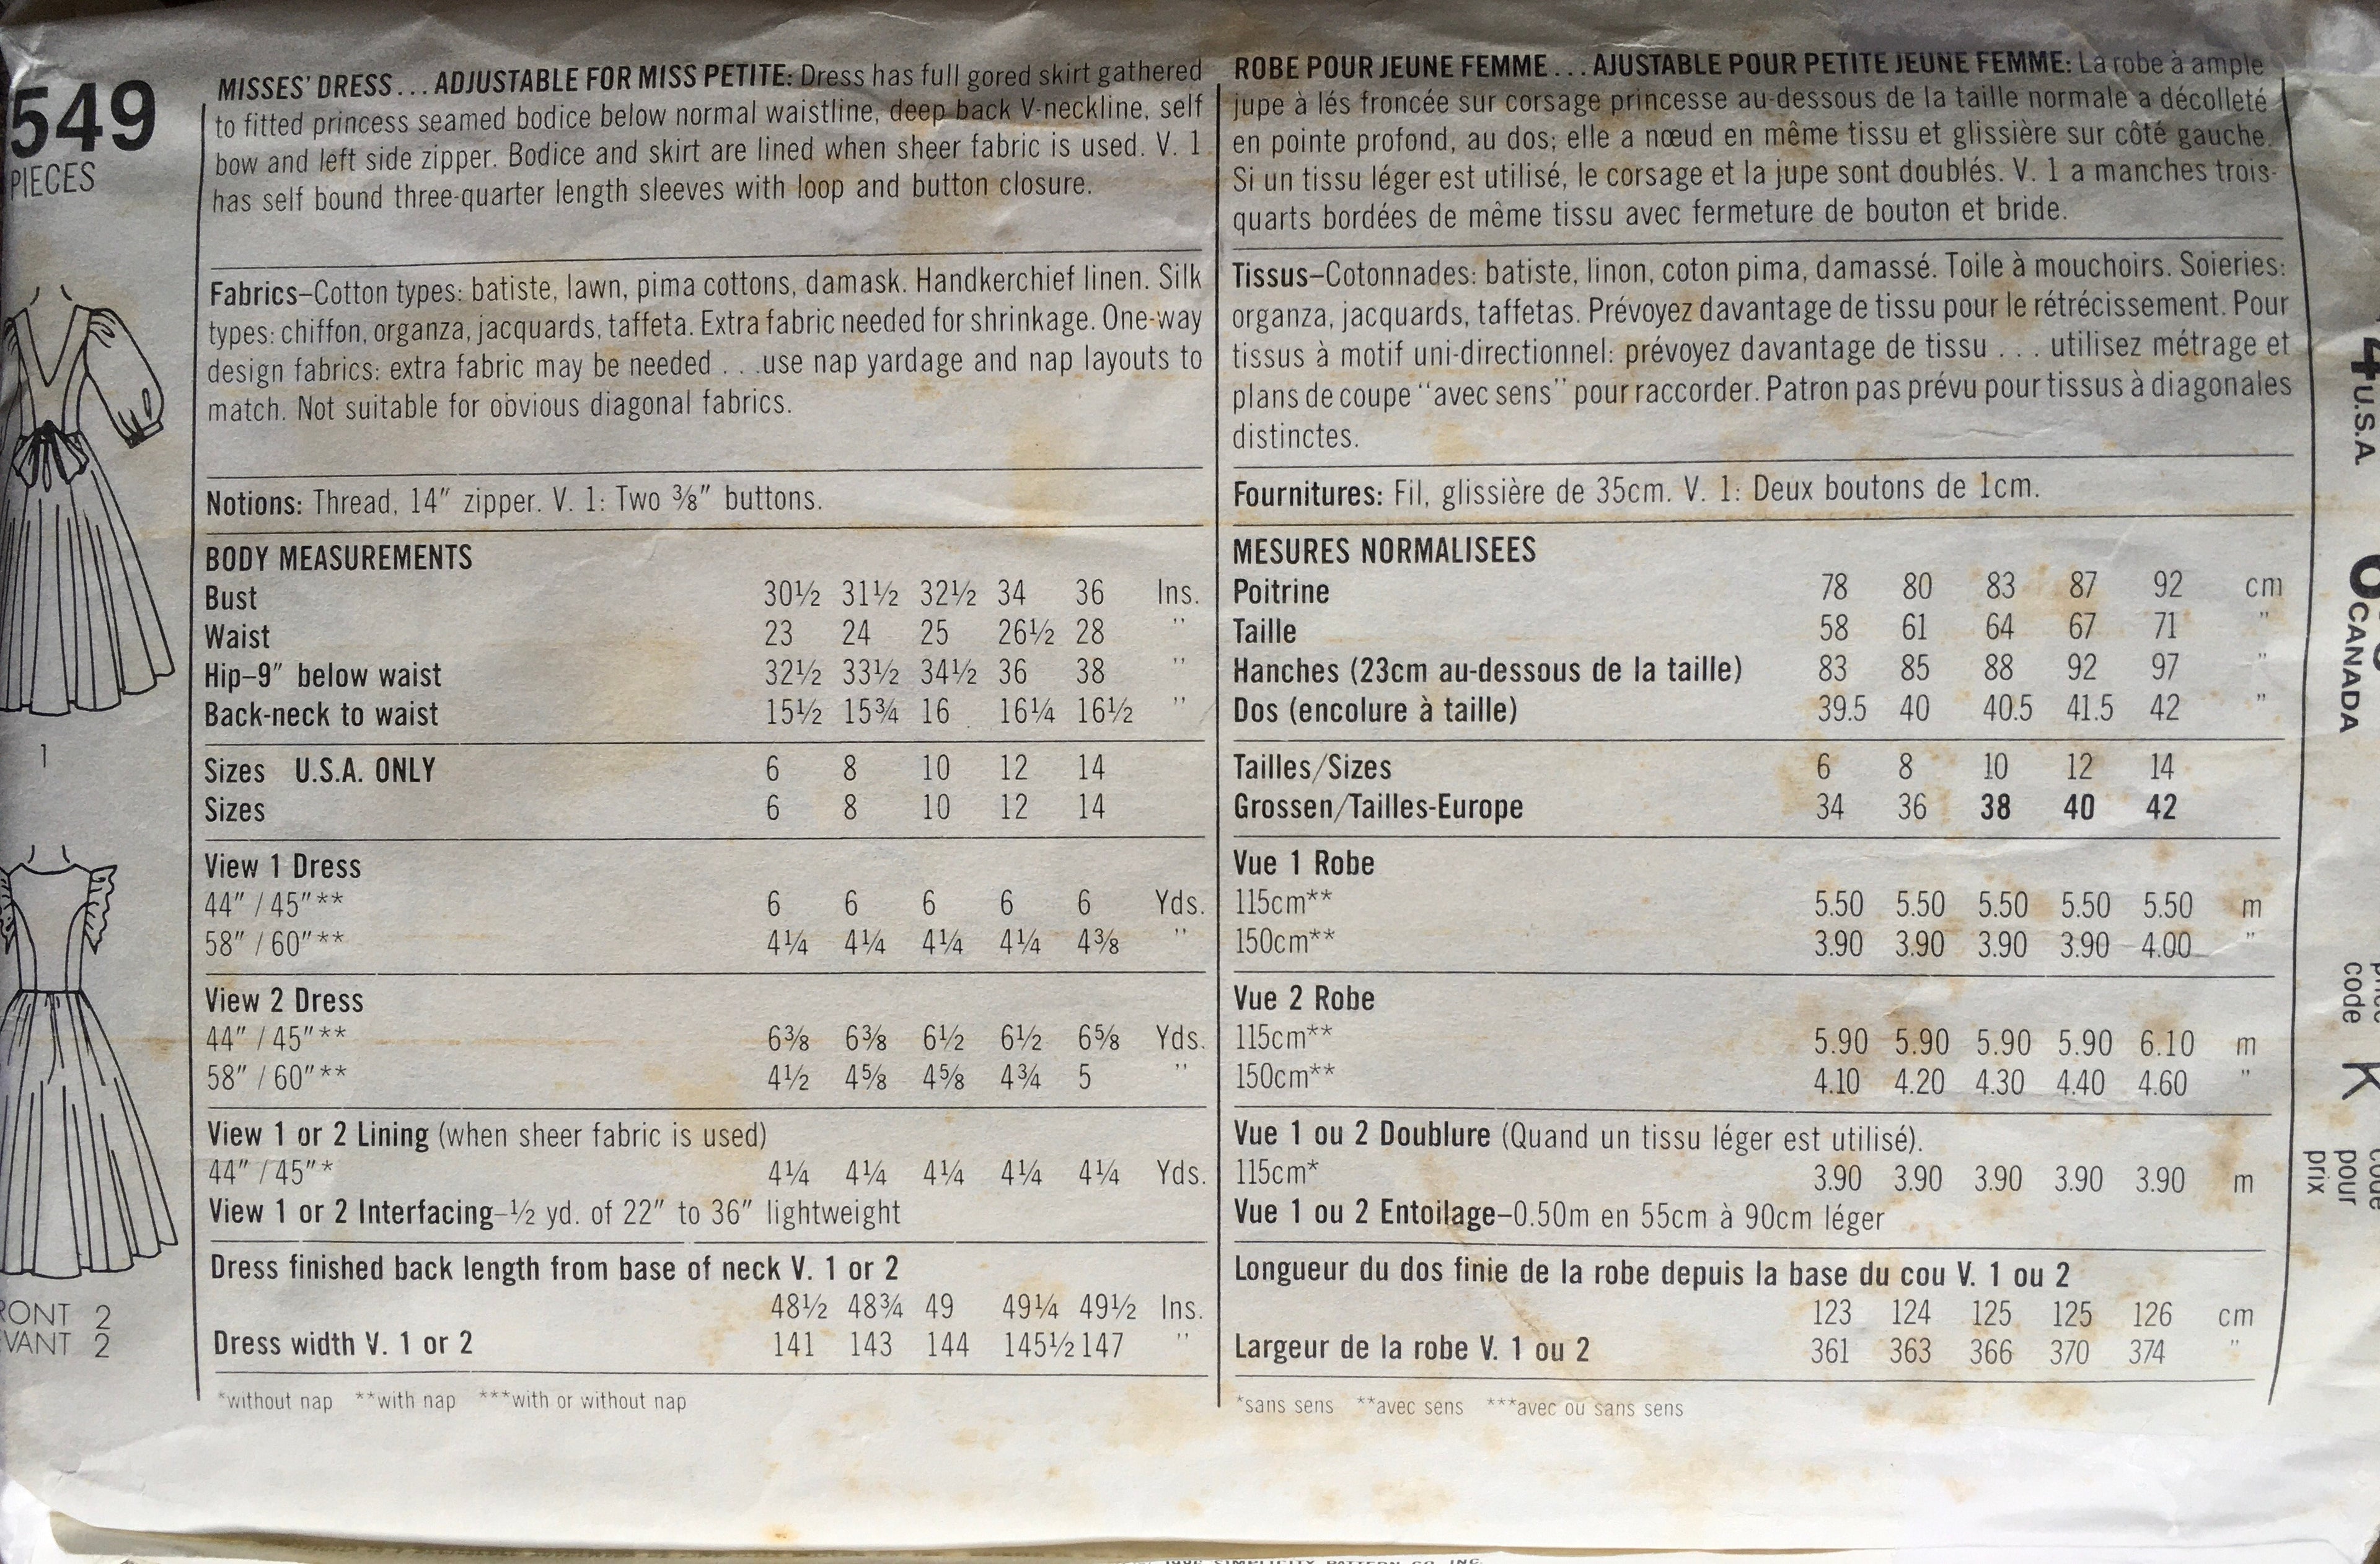 549
PIECES
1
RONT 2
VANT 2
MISSES' DRESS...ADJUSTABLE FOR MISS PETITE: Dress has full gored skirt gathered
to fitted princess seamed bodice below normal waistline, deep back V-neckline, self
bow and left side zipper. Bodice and skirt are lined when sheer fabric is used. V. 1
has self bound three-quarter length sleeves with loop and button closure.
Fabrics–Cotton types: batiste, lawn, pima cottons, damask. Handkerchief linen. Silk
types: chiffon, organza, jacquards, taffeta. Extra fabric needed for shrinkage. One-way
design fabrics: extra fabric may be needed . . .use nap yardage and nap layouts to
match. Not suitable for obvious diagonal fabrics.
Notions: Thread, 14" zipper. V. 1: Two ⅜" buttons.
BODY MEASUREMENTS
Bust 30½ 31½ 32½ 34 36 Ins.
Waist 23 24 25 26½ 28 "
Hip–9" below waist 32½ 33½ 34½ 36 38 "
Back-neck to waist 15½ 15¾ 16 16¼ 16½ "
Sizes U.S.A. ONLY 6 8 10 12 14
Sizes 6 8 10 12 14
View 1 Dress
44" / 45"** 6 6 6 6 6 Yds.
58" / 60"** 4¼ 4¼ 4¼ 4¼ 4⅜ "
View 2 Dress
44" / 45"** 6⅜ 6⅜ 6½ 6½ 6⅝ Yds.
58" / 60"** 4½ 4⅝ 4⅝ 4¾ 5 "
View 1 or 2 Lining (when sheer fabric is used)
44" / 45"* 4¼ 4¼ 4¼ 4¼ 4¼ Yds.
View 1 or 2 Interfacing–½ yd. of 22" to 36" lightweight
Dress finished back length from base of neck V. 1 or 2
48½ 48¾ 49 49¼ 49½ Ins.
Dress width V. 1 or 2 141 143 144 145½ 147 "
*without nap **with nap ***with or without nap
ROBE POUR JEUNE FEMME...AJUSTABLE POUR PETITE JEUNE FEMME: La robe à ample
jupe à lés froncée sur corsage princesse au-dessous de la taille normale a décolleté
en pointe profond, au dos; elle a nœud en même tissu et glissière sur côté gauche.
Si un tissu léger est utilisé, le corsage et la jupe sont doublés. V. 1 a manches trois-
quarts bordées de même tissu avec fermeture de bouton et bride.
Tissus–Cotonnades: batiste, linon, coton pima, damassé. Toile à mouchoirs. Soieries:
organza, jacquards, taffetas. Prévoyez davantage de tissu pour le rétrécissement. Pour
tissus à motif uni-directionnel: prévoyez davantage de tissu . . . utilisez métrage et
plans de coupe "avec sens" pour raccorder. Patron pas prévu pour tissus à diagonales
distinctes.
Fournitures: Fil, glissière de 35cm. V. 1: Deux boutons de 1cm.
MESURES NORMALISEES
Poitrine 78 80 83 87 92 cm
Taille 58 61 64 67 71 "
Hanches (23cm au-dessous de la taille) 83 85 88 92 97 "
Dos (encolure à taille) 39.5 40 40.5 41.5 42 "
Tailles/Sizes 6 8 10 12 14
Grossen/Tailles-Europe 34 36 38 40 42
Vue 1 Robe
115cm** 5.50 5.50 5.50 5.50 5.50 m
150cm** 3.90 3.90 3.90 3.90 4.00 "
Vue 2 Robe
115cm** 5.90 5.90 5.90 5.90 6.10 m
150cm** 4.10 4.20 4.30 4.40 4.60 "
Vue 1 ou 2 Doublure (Quand un tissu léger est utilisé).
115cm* 3.90 3.90 3.90 3.90 3.90 m
Vue 1 ou 2 Entoilage–0.50m en 55cm à 90cm léger
Longueur du dos finie de la robe depuis la base du cou V. 1 ou 2
123 124 125 125 126 cm
Largeur de la robe V. 1 ou 2 361 363 366 370 374 "
*sans sens **avec sens ***avec ou sans sens
4 U.S.A.
CANADA
code K
pour
prix
SIMPLICITY PATTERN CO. INC.